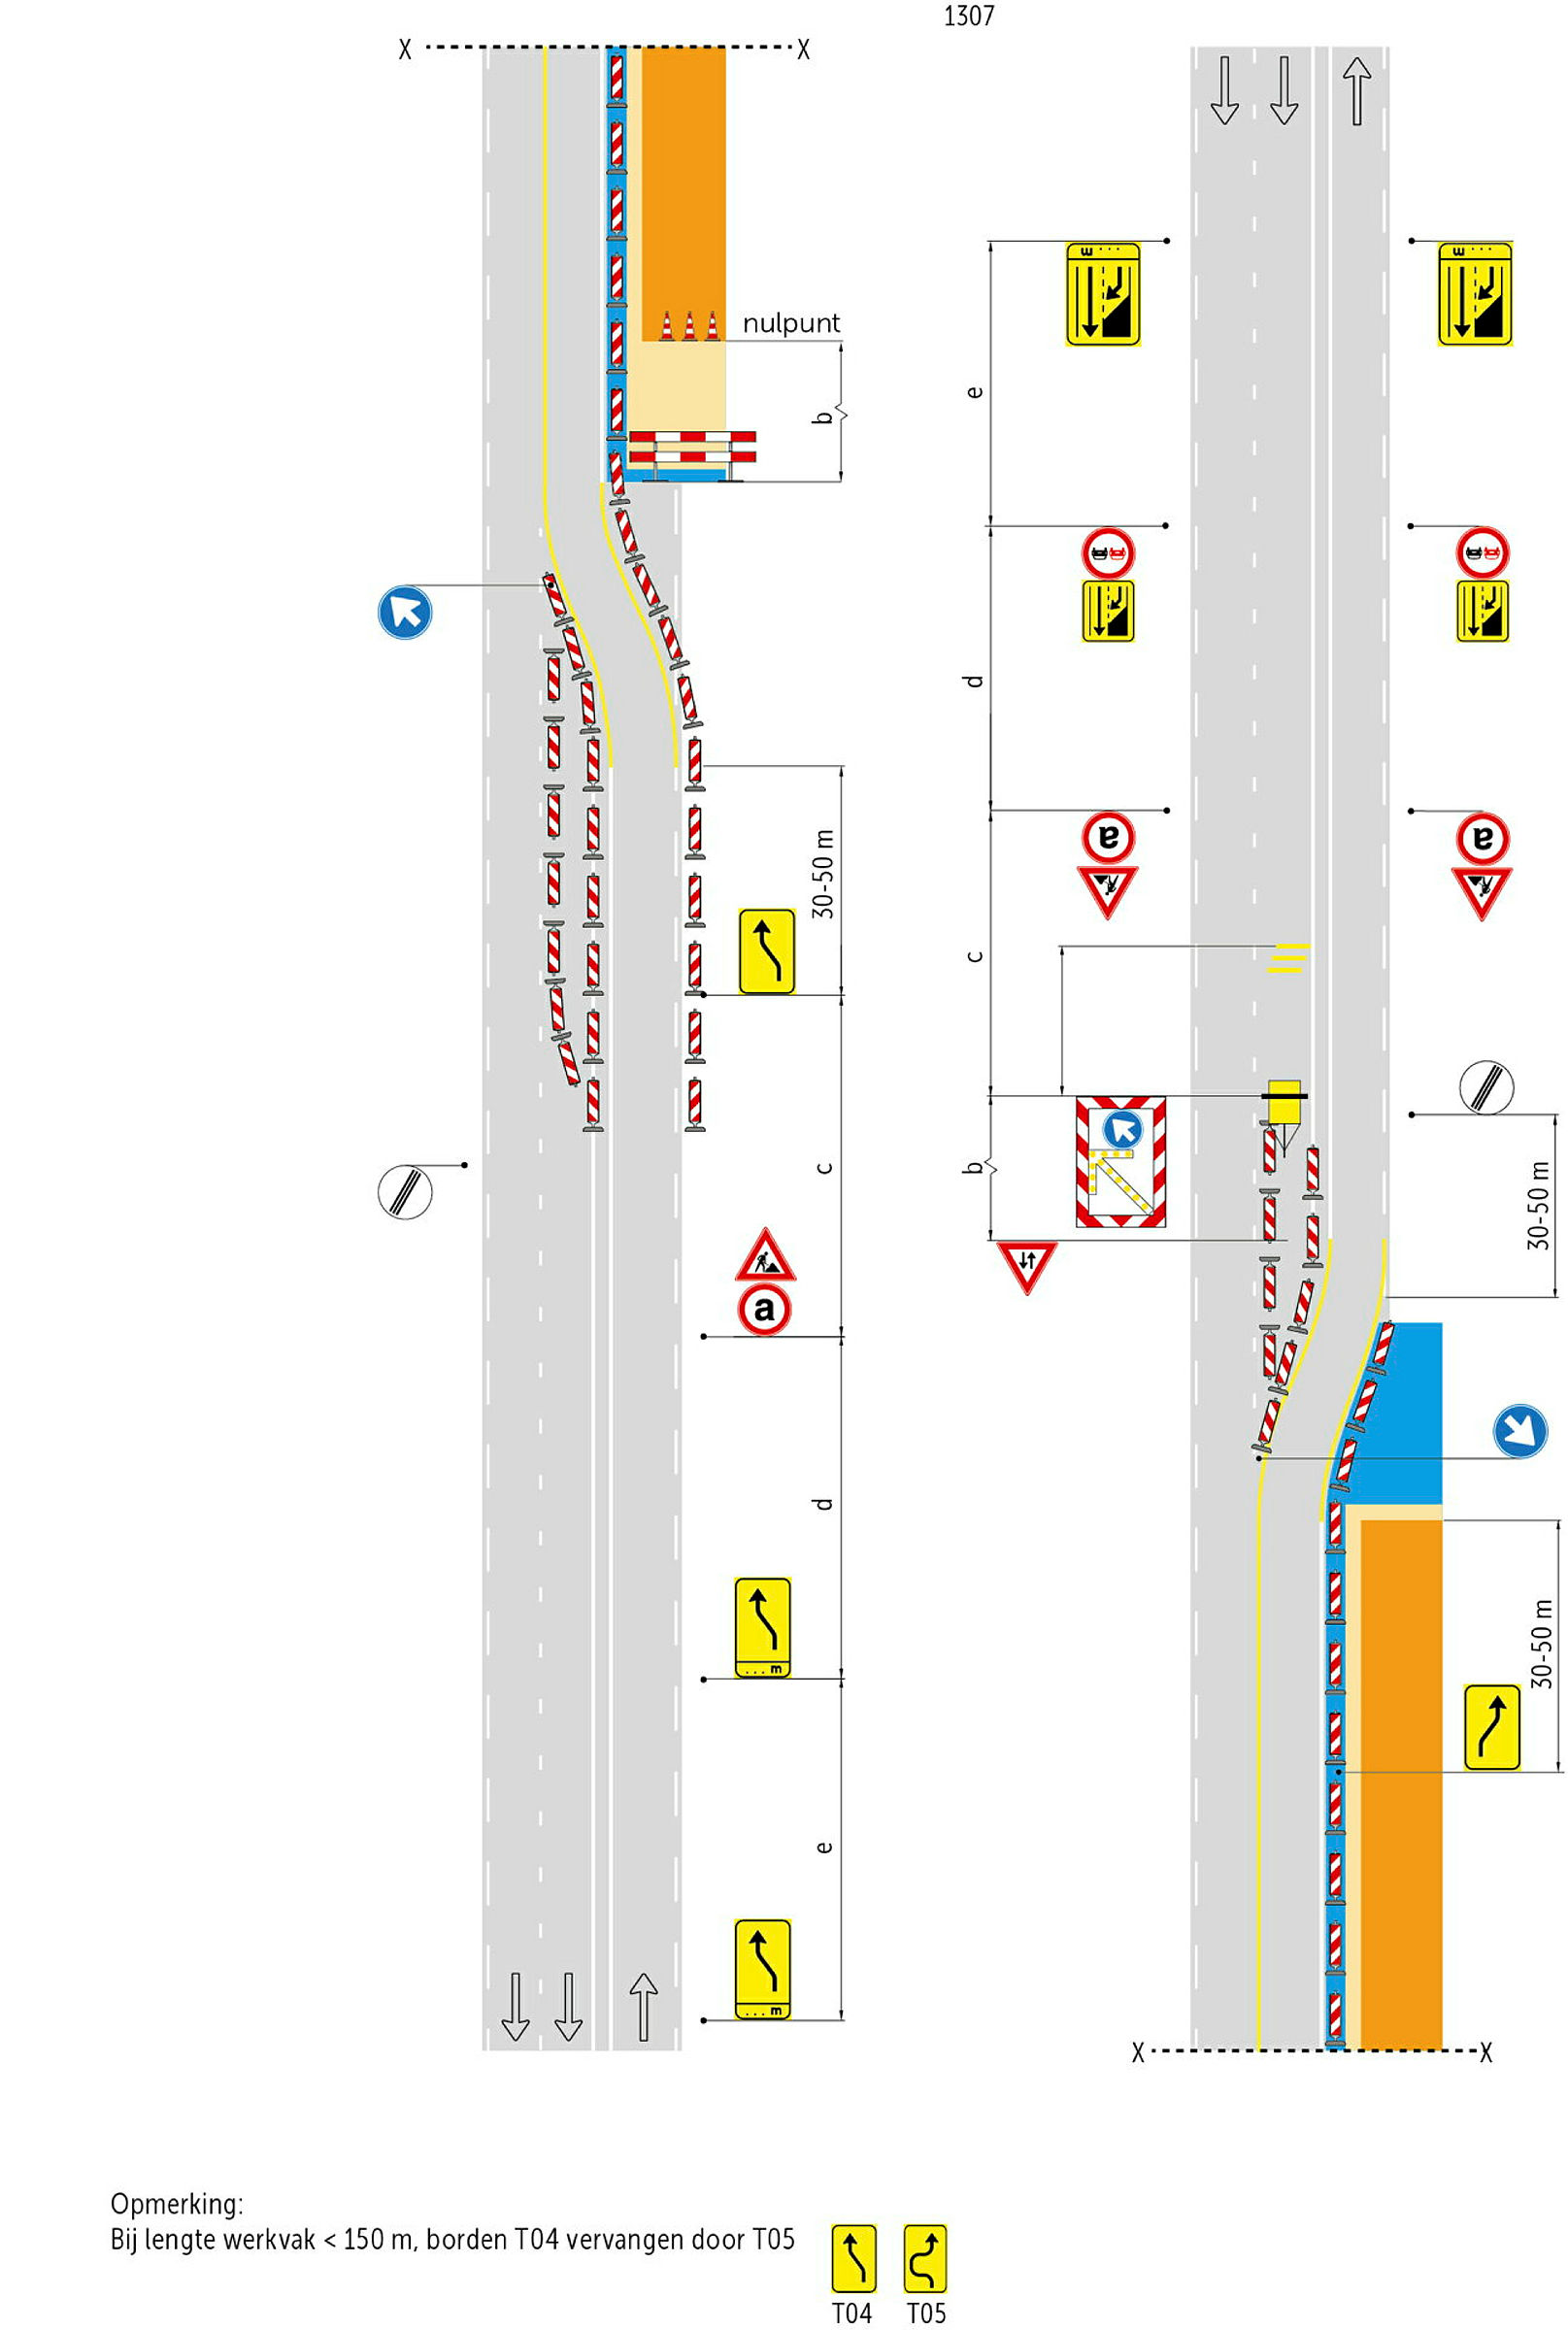 1307
X
X
m ...
m ...
nulpunt
b
e
d
a
a
30-50 m
c
c
b
30-50 m
a
d
30-50 m
... m
e
... m
X
X
Opmerking:
Bij lengte werkvak < 150 m, borden T04 vervangen door T05
T04
T05